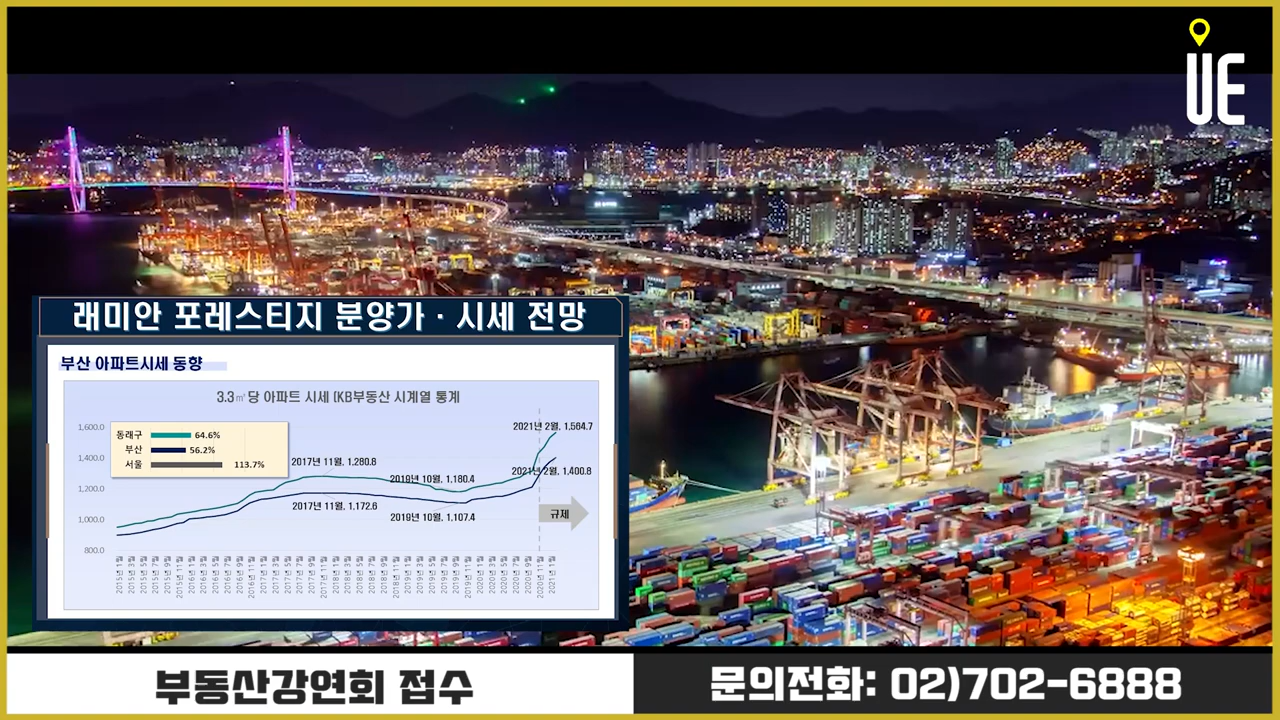 UE
래미안 포레스티지 분양가 · 시세 전망
부산 아파트시세 동향
3.3㎡당 아파트 시세 (KB부동산 시계열 통계
1,600.0
1,400.0
1,200.0
1,000.0
800.0
동래구 64.6%
부산 56.2%
서울 113.7%
2017년 11월, 1,280.8
2017년 11월, 1,172.6
2019년 10월, 1,180.4
2019년 10월, 1,107.4
2021년 2월, 1,564.7
2021년 2월, 1,400.8
규제
부동산강연회 접수
문의전화: 02)702-6888